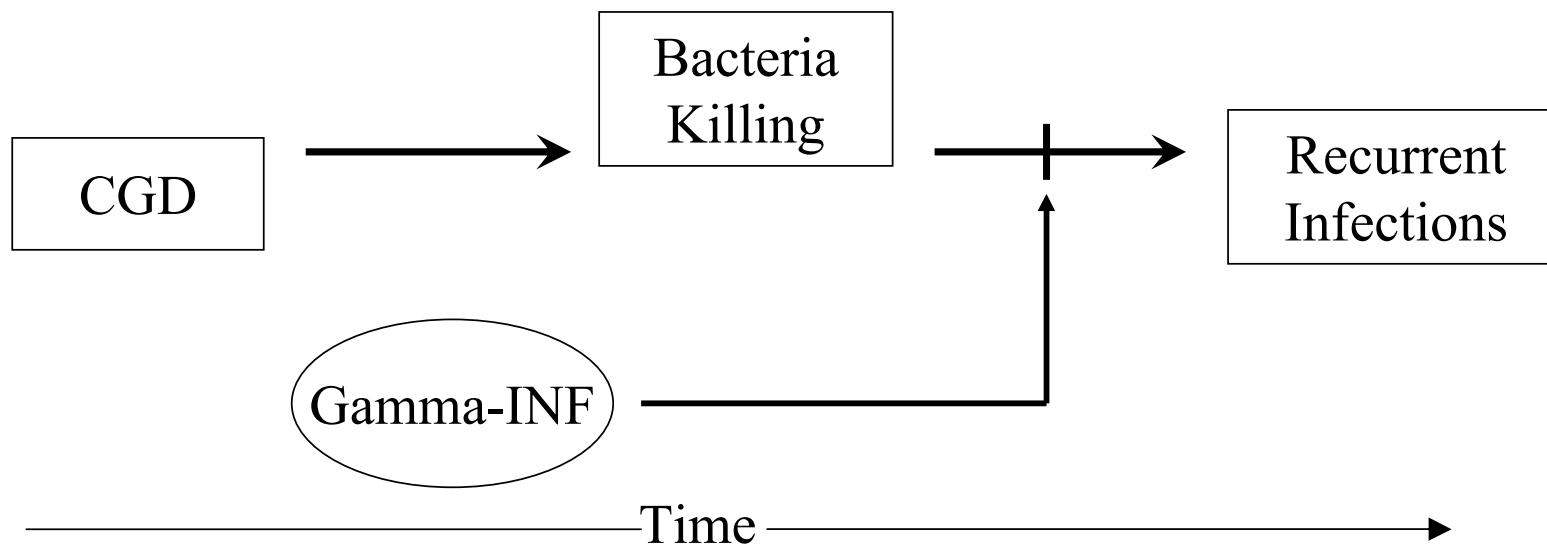 Bacteria
Killing
CGD
Recurrent
Infections
Gamma-INF
Time